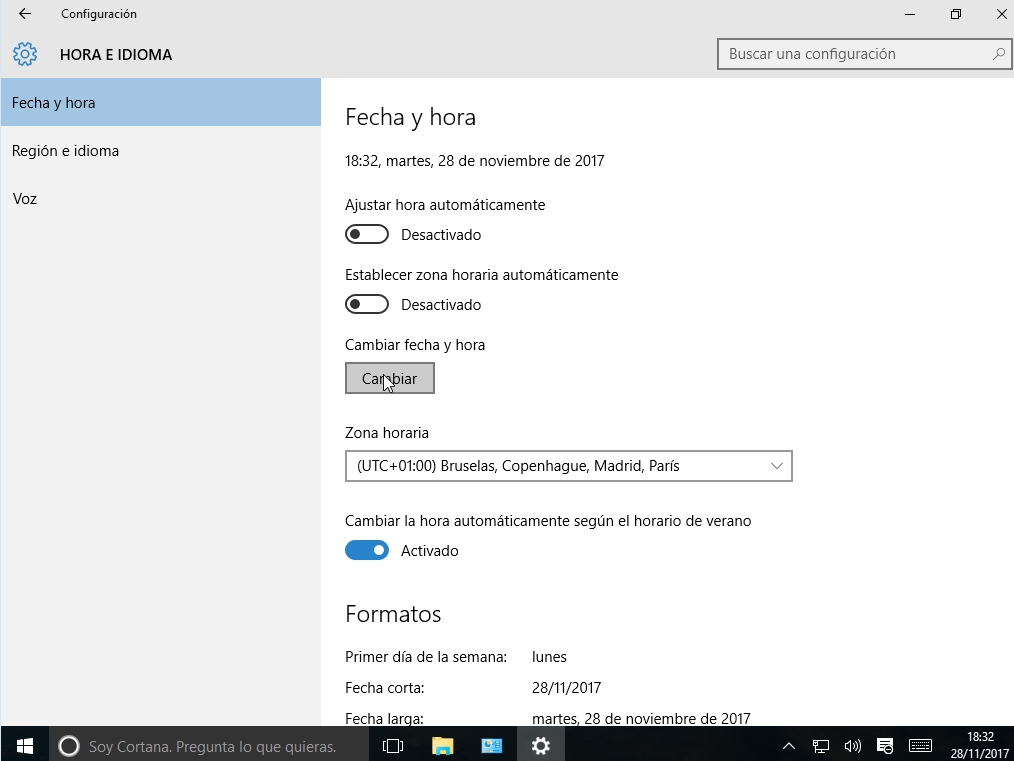 Configuración
HORA E IDIOMA
Buscar una configuración
Fecha y hora
Región e idioma
Voz
Fecha y hora
18:32, martes, 28 de noviembre de 2017
Ajustar hora automáticamente
Desactivado
Establecer zona horaria automáticamente
Desactivado
Cambiar fecha y hora
Cambiar
Zona horaria
(UTC+01:00) Bruselas, Copenhague, Madrid, París
Cambiar la hora automáticamente según el horario de verano
Activado
Formatos
Primer día de la semana: lunes
Fecha corta: 28/11/2017
Fecha larga: martes, 28 de noviembre de 2017
Soy Cortana. Pregunta lo que quieras.
18:32
28/11/2017